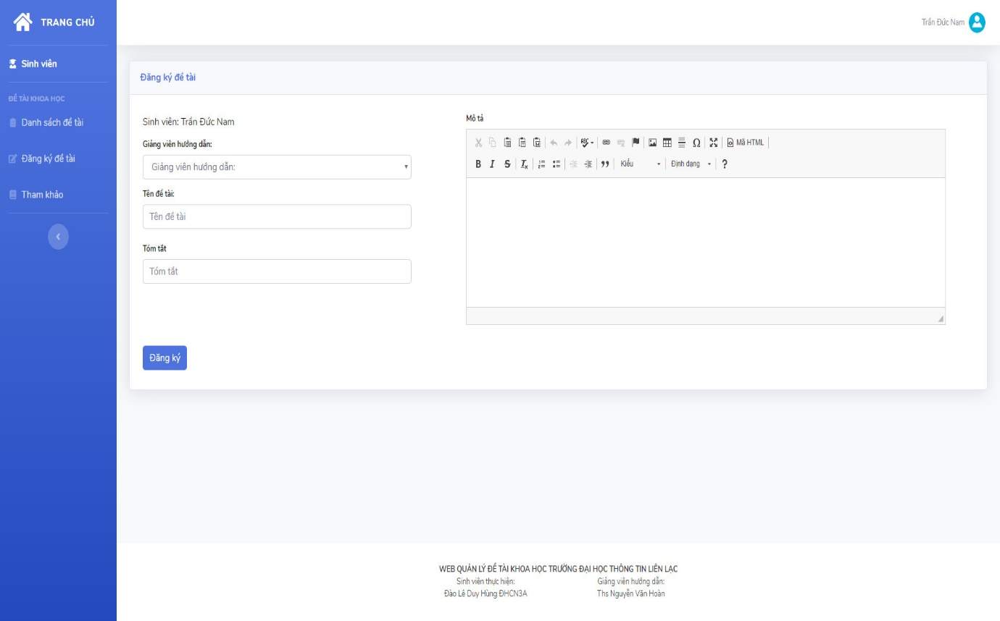 TRANG CHỦ
Trần Đức Nam
Sinh viên
ĐỀ TÀI KHOA HỌC
Danh sách đề tài
Đăng ký đề tài
Tham khảo
Đăng ký đề tài
Sinh viên: Trần Đức Nam
Giảng viên hướng dẫn:
Giảng viên hướng dẫn:
Tên đề tài:
Tên đề tài
Tóm tắt
Tóm tắt
Đăng ký
Mô tả
ABC Ω Mã HTML
B I S Tx Kiểu Định dạng ?
WEB QUẢN LÝ ĐỀ TÀI KHOA HỌC TRƯỜNG ĐẠI HỌC THÔNG TIN LIÊN LẠC
Sinh viên thực hiện: Giảng viên hướng dẫn:
Đào Lê Duy Hùng ĐHCN3A Ths Nguyễn Văn Hoàn